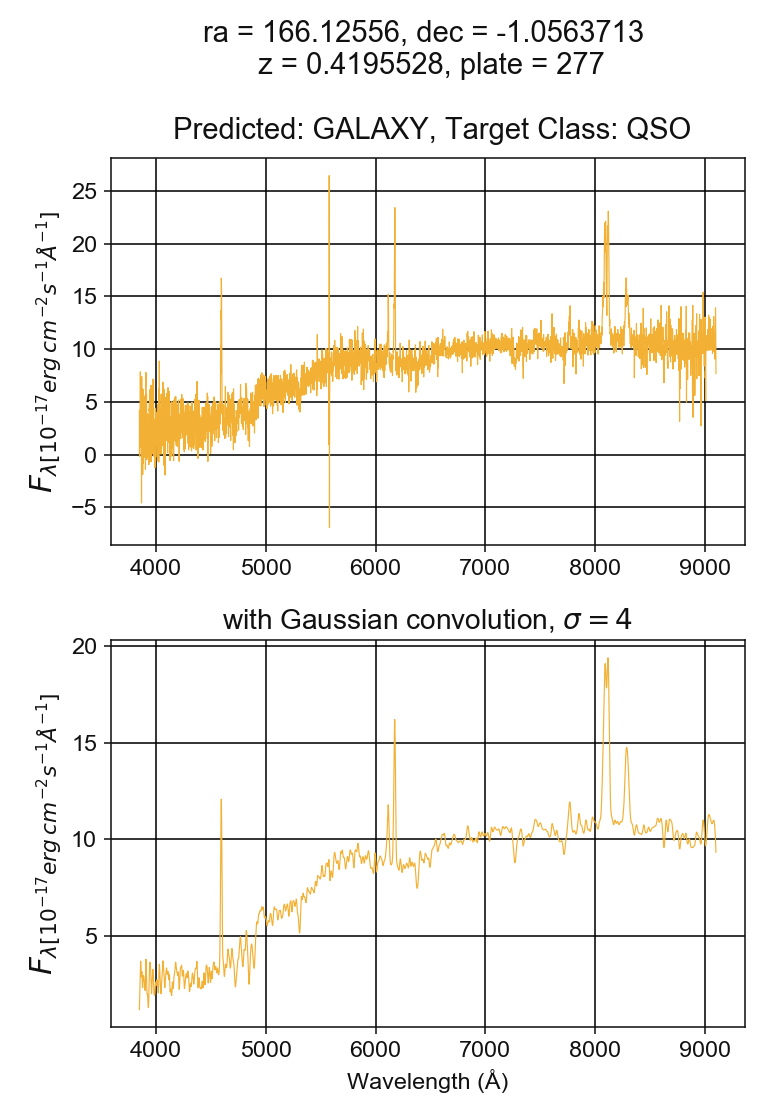 ra = 166.12556, dec = -1.0563713
z = 0.4195528, plate = 277
Predicted: GALAXY, Target Class: QSO
F_λ[10^−17 erg cm^−2 s^−1 Å^−1]
25
20
15
10
5
0
−5
4000 5000 6000 7000 8000 9000
with Gaussian convolution, σ = 4
F_λ[10^−17 erg cm^−2 s^−1 Å^−1]
20
15
10
5
4000 5000 6000 7000 8000 9000
Wavelength (Å)